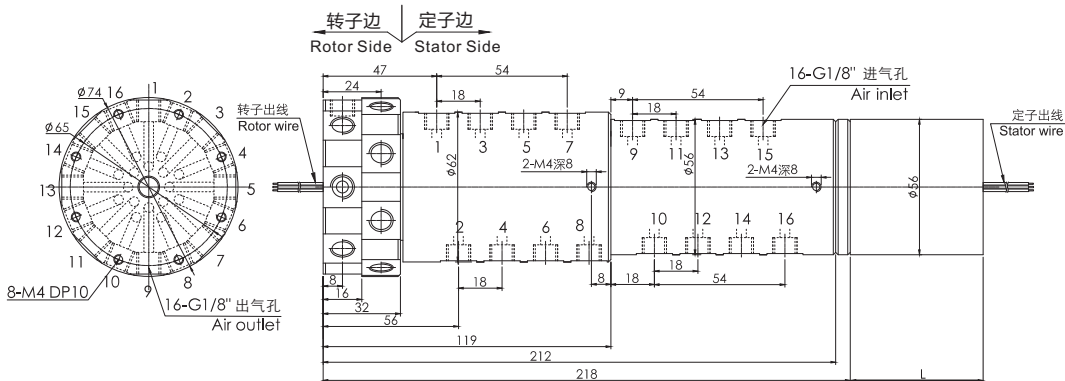 转子边 定子边
Rotor Side Stator Side
47 54
24 18
16-G1/8" 进气孔
Air inlet
9 54
18
转子出线
Rotor wire
定子出线
Stator wire
Ø74
Ø65
1
2
3
4
5
6
7
8
9
10
11
12
13
14
15
16
8-M4 DP10
16-G1/8" 出气孔
Air outlet
1 3 5 7
9 11 13 15
Ø62
Ø56
Ø56
2-M4深8
2-M4深8
2 4 6 8
10 12 14 16
18
8
18
18
54
8
16
32
56
119
212
218
L